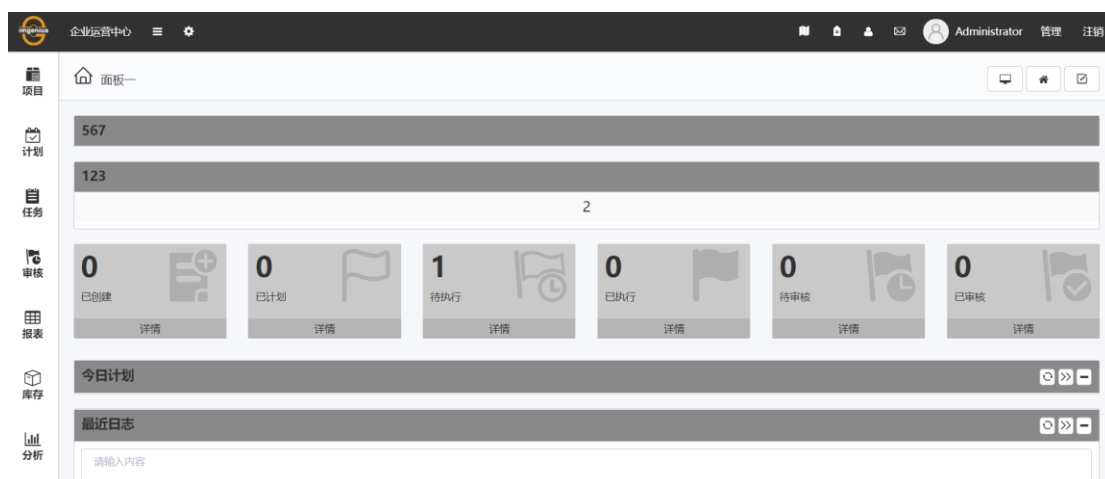 imgenius
企业运营中心
Administrator 管理 注销
项目
计划
任务
审核
报表
库存
分析
面板一
567
123
2
0
已创建
详情
0
已计划
详情
1
待执行
详情
0
已执行
详情
0
待审核
详情
0
已审核
详情
今日计划
最近日志
请输入内容